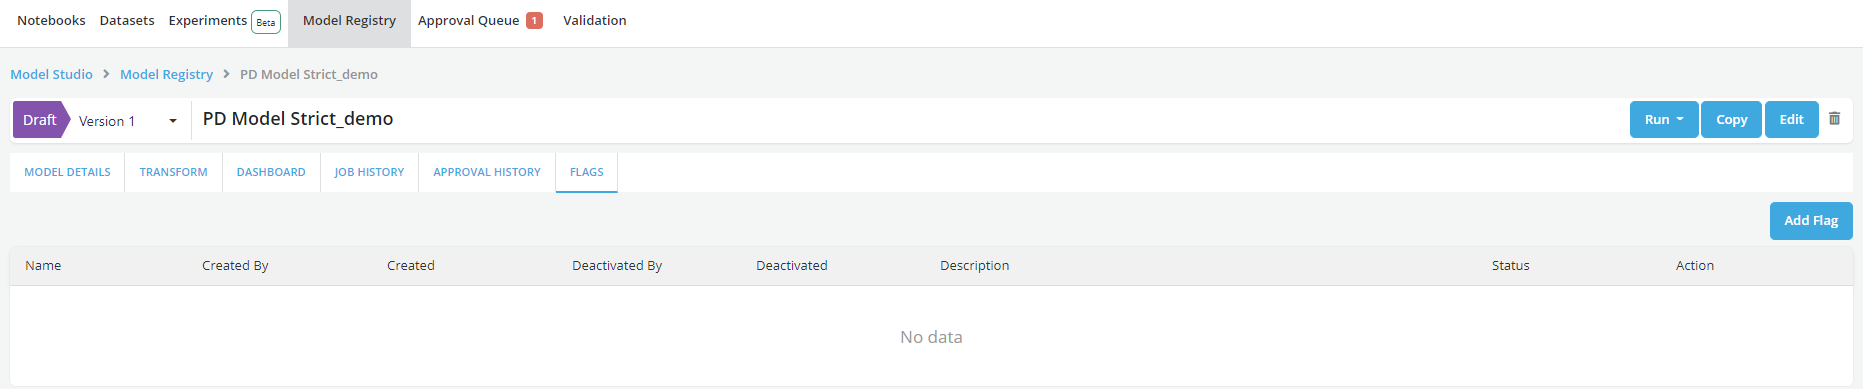 Notebooks Datasets Experiments Beta Model Registry Approval Queue 1 Validation
Model Studio > Model Registry > PD Model Strict_demo
Draft Version 1 PD Model Strict_demo Run Copy Edit
MODEL DETAILS TRANSFORM DASHBOARD JOB HISTORY APPROVAL HISTORY FLAGS
Add Flag
Name Created By Created Deactivated By Deactivated Description Status Action
No data